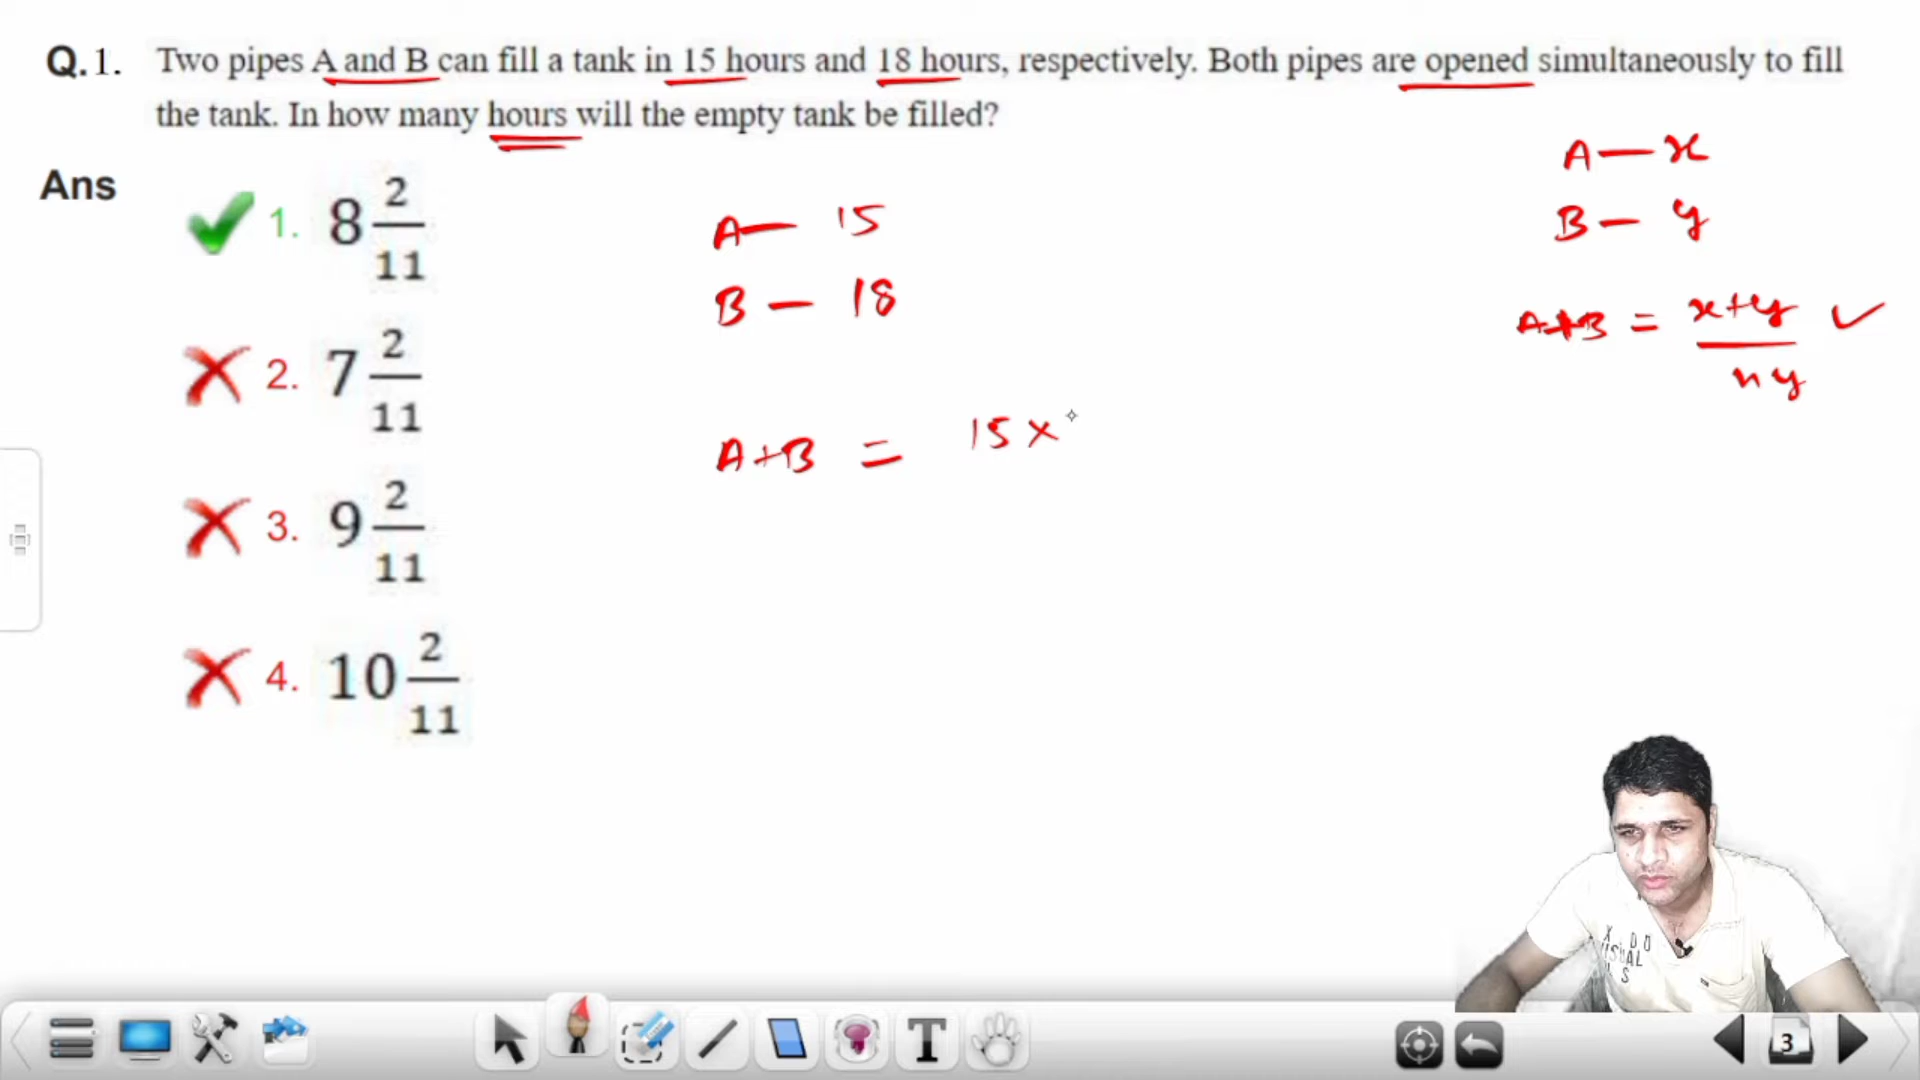 Q.1. Two pipes A and B can fill a tank in 15 hours and 18 hours, respectively. Both pipes are opened simultaneously to fill
the tank. In how many hours will the empty tank be filled?
Ans
1. 8 2/11
2. 7 2/11
3. 9 2/11
4. 10 2/11
A — 15
B — 18
A+B = 15 x
A — x
B — y
A+B = x+y ✓
xy
3
T